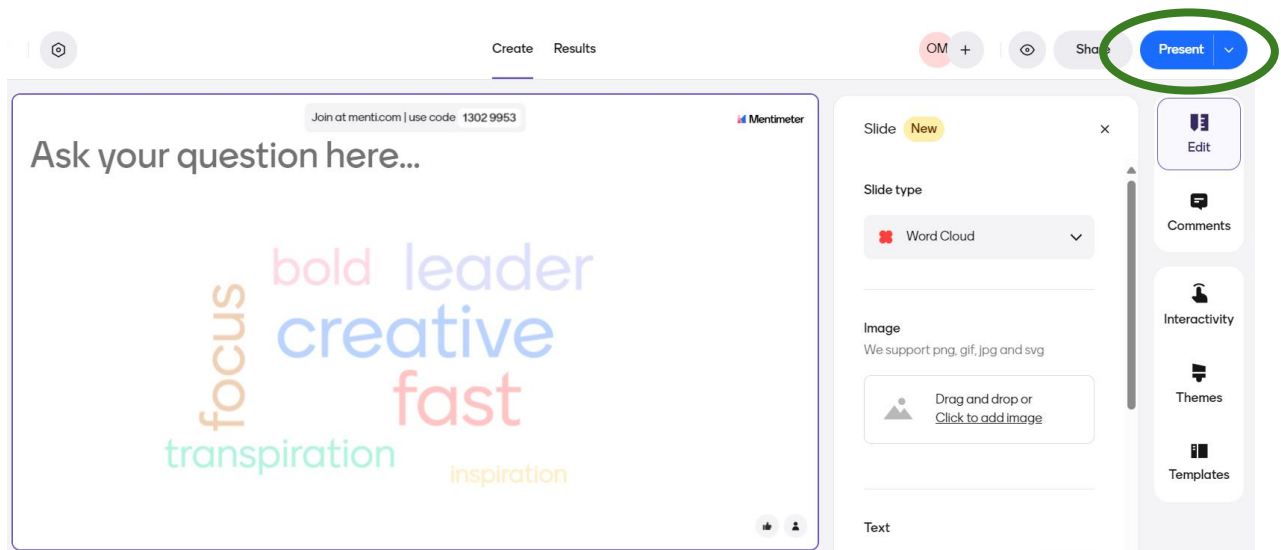 Create Results
OM + Share Present
Join at menti.com | use code 1302 9953
Mentimeter
Ask your question here...
bold leader
focus
creative
fast
transpiration
inspiration
Slide New
Slide type
Word Cloud
Image
We support png, gif, jpg and svg
Drag and drop or
Click to add image
Text
Edit
Comments
Interactivity
Themes
Templates